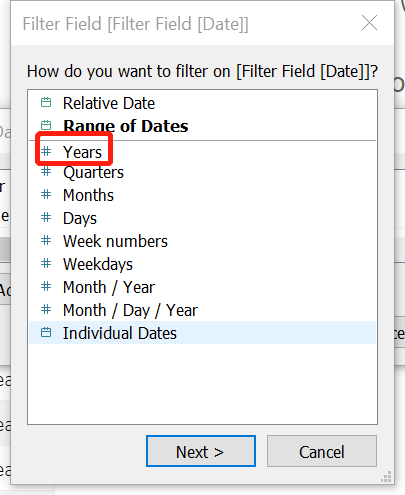 Filter Field [Filter Field [Date]]
How do you want to filter on [Filter Field [Date]]?
Relative Date
Range of Dates
Years
Quarters
Months
Days
Week numbers
Weekdays
Month / Year
Month / Day / Year
Individual Dates
Next >
Cancel